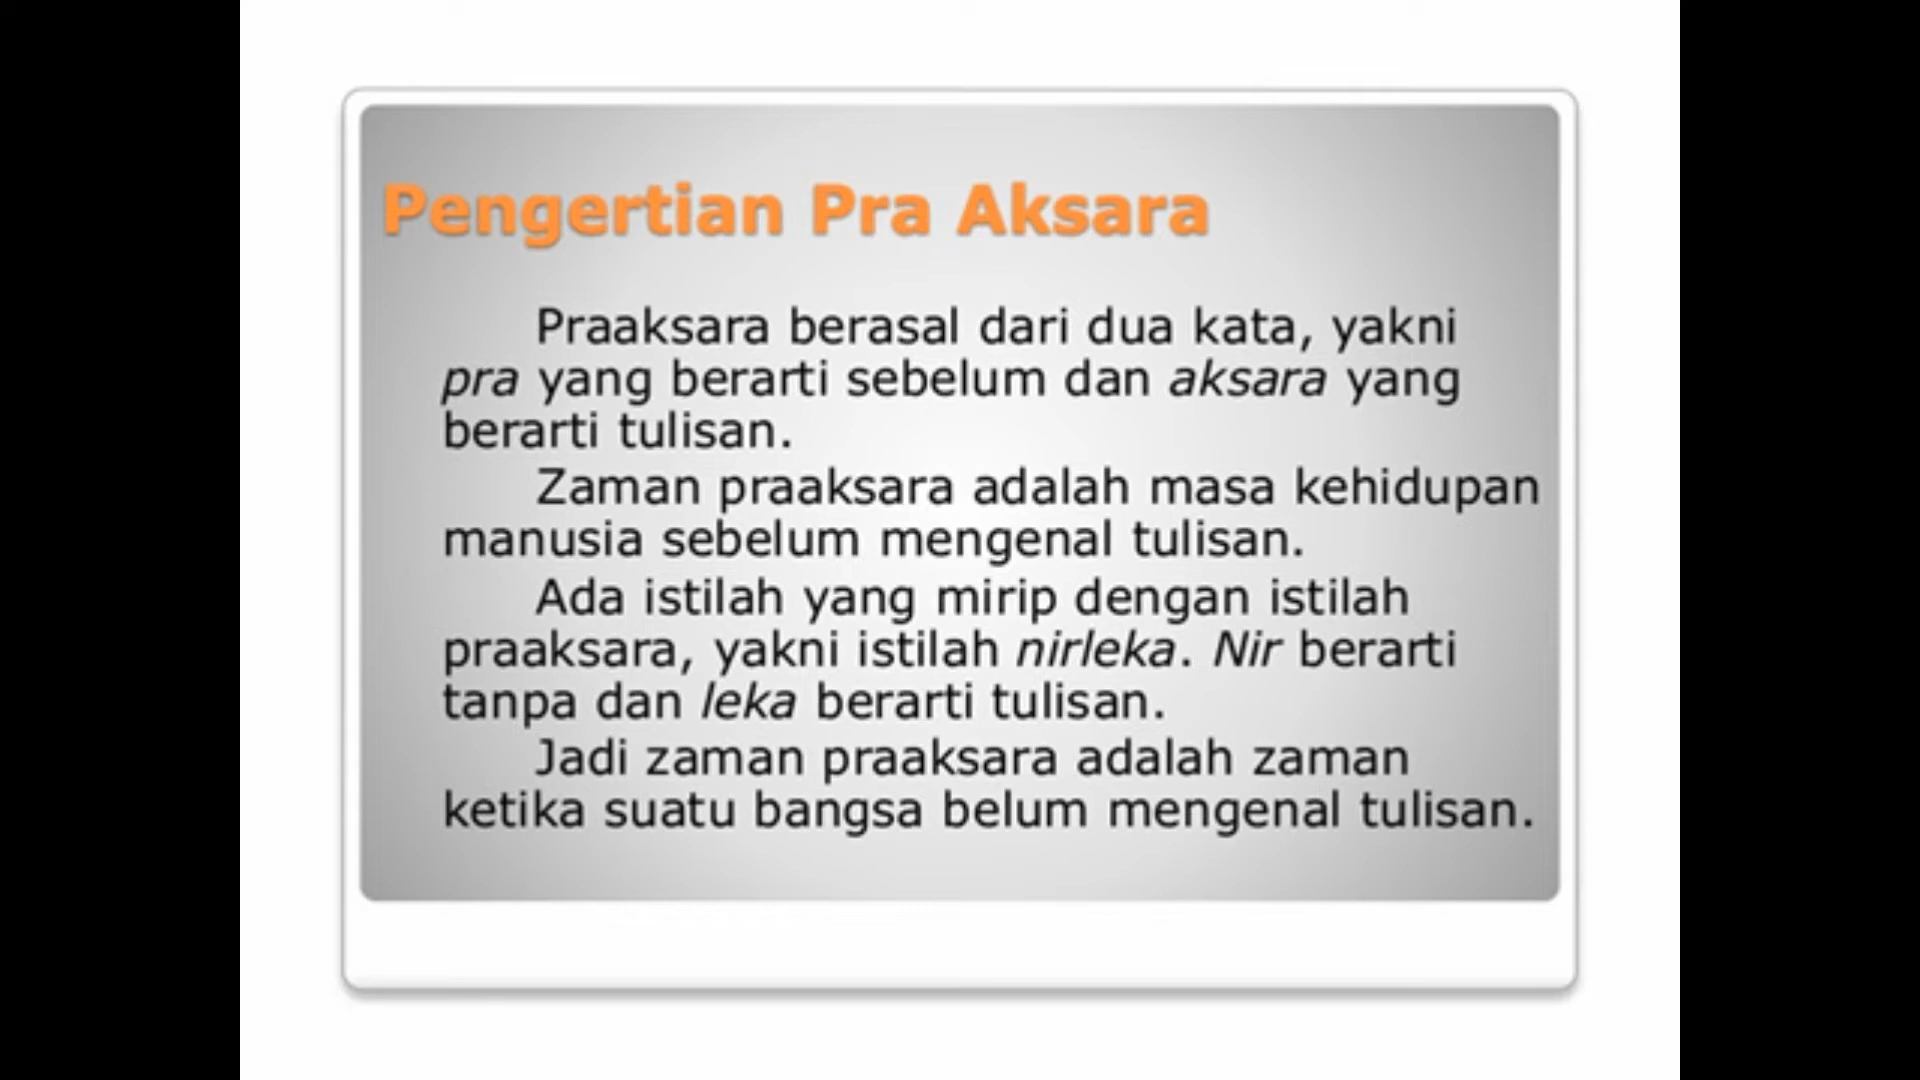 Pengertian Pra Aksara
Praaksara berasal dari dua kata, yakni
pra yang berarti sebelum dan aksara yang
berarti tulisan.
Zaman praaksara adalah masa kehidupan
manusia sebelum mengenal tulisan.
Ada istilah yang mirip dengan istilah
praaksara, yakni istilah nirleka. Nir berarti
tanpa dan leka berarti tulisan.
Jadi zaman praaksara adalah zaman
ketika suatu bangsa belum mengenal tulisan.